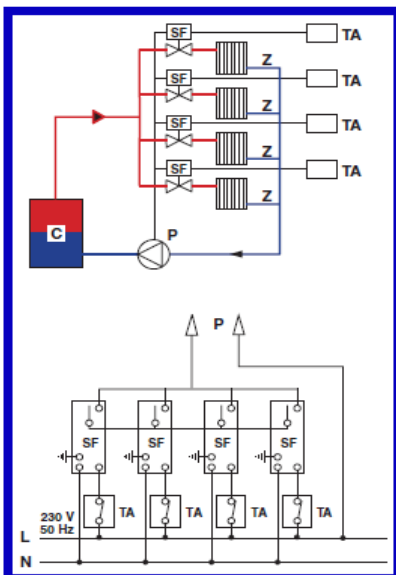 SF
TA
Z
SF
TA
Z
SF
TA
Z
SF
TA
Z
C
P
P
SF SF SF SF
TA TA TA TA
230 V
50 Hz
L
N